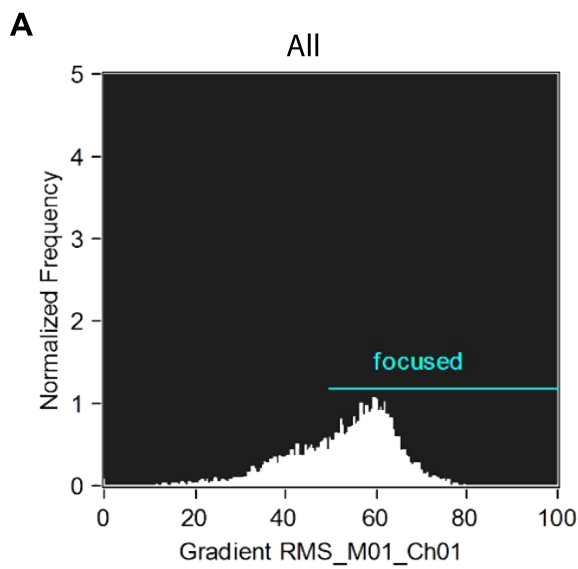 A
All
5
4
3
2
1
0
Normalized Frequency
focused
0 20 40 60 80 100
Gradient RMS_M01_Ch01